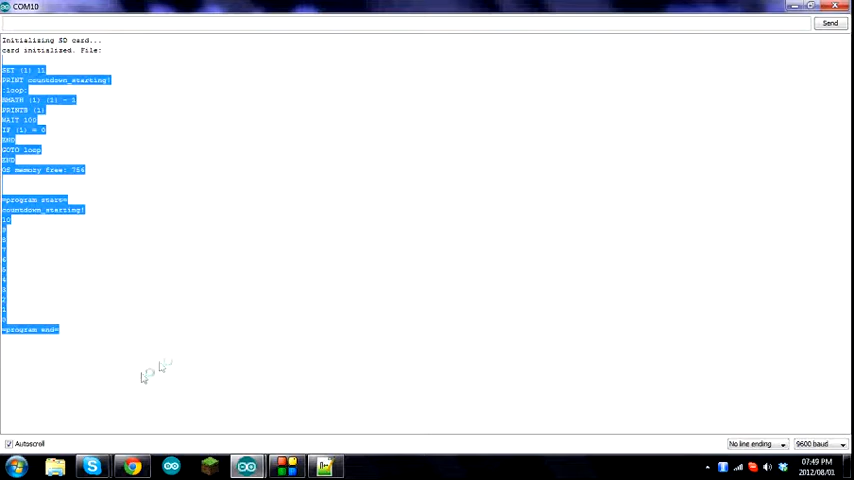 COM10
Send
Initializing SD card...
card initialized. File:
SET (1) 11
PRINT countdown_starting!
:loop:
BMATH (1) (1) - 1
PRINTB (1)
WAIT 100
IF (1) = 0
END
GOTO loop
END
OS memory free: 756
=program start=
countdown_starting!
10
9
8
7
6
5
4
3
2
1
0
=program end=
Autoscroll
No line ending
9600 baud
07:49 PM
2012/08/01